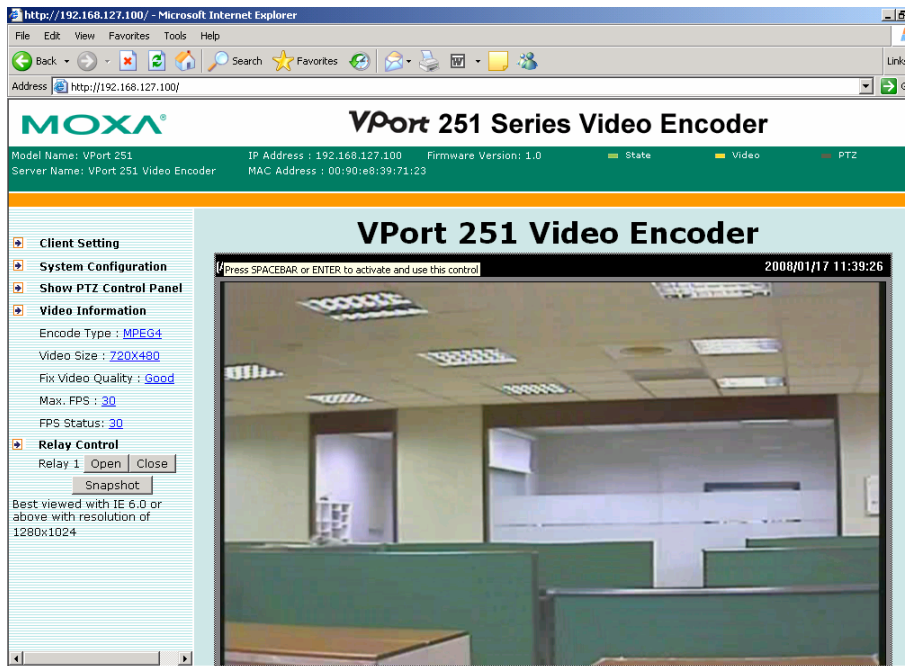 http://192.168.127.100/ - Microsoft Internet Explorer
File Edit View Favorites Tools Help
Back Search Favorites Links
Address http://192.168.127.100/
MOXA® VPort 251 Series Video Encoder
Model Name: VPort 251 IP Address : 192.168.127.100 Firmware Version: 1.0 State Video PTZ
Server Name: VPort 251 Video Encoder MAC Address : 00:90:e8:39:71:23
VPort 251 Video Encoder
Client Setting
System Configuration
Show PTZ Control Panel
Video Information
Encode Type : MPEG4
Video Size : 720X480
Fix Video Quality : Good
Max. FPS : 30
FPS Status: 30
Relay Control
Relay 1 Open Close
Snapshot
Best viewed with IE 6.0 or
above with resolution of
1280x1024
Press SPACEBAR or ENTER to activate and use this control
2008/01/17 11:39:26